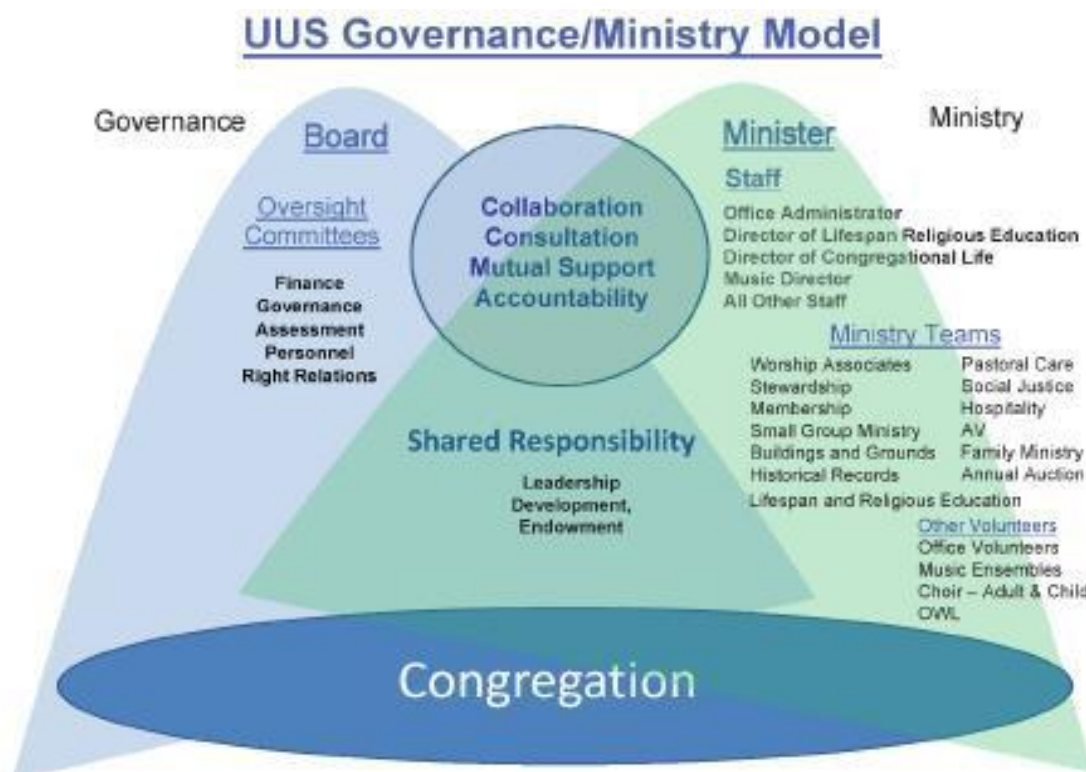 UUS Governance/Ministry Model
Governance
Board
Oversight
Committees
Finance
Governance
Assessment
Personnel
Right Relations
Collaboration
Consultation
Mutual Support
Accountability
Shared Responsibility
Leadership
Development,
Endowment
Ministry
Minister
Staff
Office Administrator
Director of Lifespan Religious Education
Director of Congregational Life
Music Director
All Other Staff
Ministry Teams
Worship Associates
Stewardship
Membership
Small Group Ministry
Buildings and Grounds
Historical Records
Lifespan and Religious Education
Pastoral Care
Social Justice
Hospitality
AV
Family Ministry
Annual Auction
Other Volunteers
Office Volunteers
Music Ensembles
Choir – Adult & Child
OWL
Congregation